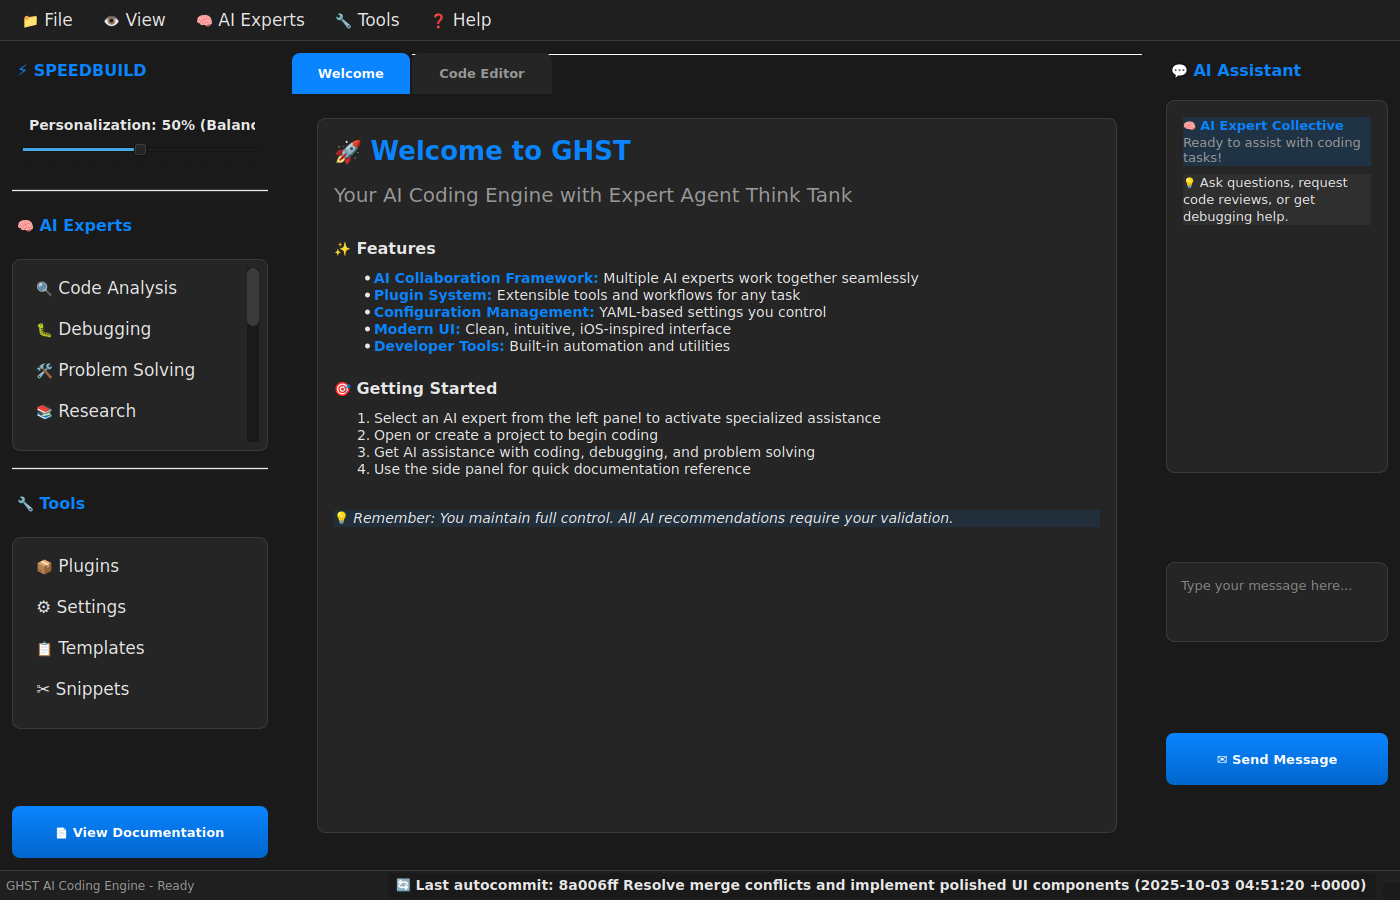 File View AI Experts Tools Help
SPEEDBUILD
Personalization: 50% (Balanc
AI Experts
Code Analysis
Debugging
Problem Solving
Research
Tools
Plugins
Settings
Templates
Snippets
View Documentation
Welcome Code Editor
Welcome to GHST
Your AI Coding Engine with Expert Agent Think Tank
Features
• AI Collaboration Framework: Multiple AI experts work together seamlessly
• Plugin System: Extensible tools and workflows for any task
• Configuration Management: YAML-based settings you control
• Modern UI: Clean, intuitive, iOS-inspired interface
• Developer Tools: Built-in automation and utilities
Getting Started
1. Select an AI expert from the left panel to activate specialized assistance
2. Open or create a project to begin coding
3. Get AI assistance with coding, debugging, and problem solving
4. Use the side panel for quick documentation reference
Remember: You maintain full control. All AI recommendations require your validation.
AI Assistant
AI Expert Collective
Ready to assist with coding
tasks!
Ask questions, request
code reviews, or get
debugging help.
Type your message here...
Send Message
GHST AI Coding Engine - Ready
Last autocommit: 8a006ff Resolve merge conflicts and implement polished UI components (2025-10-03 04:51:20 +0000)